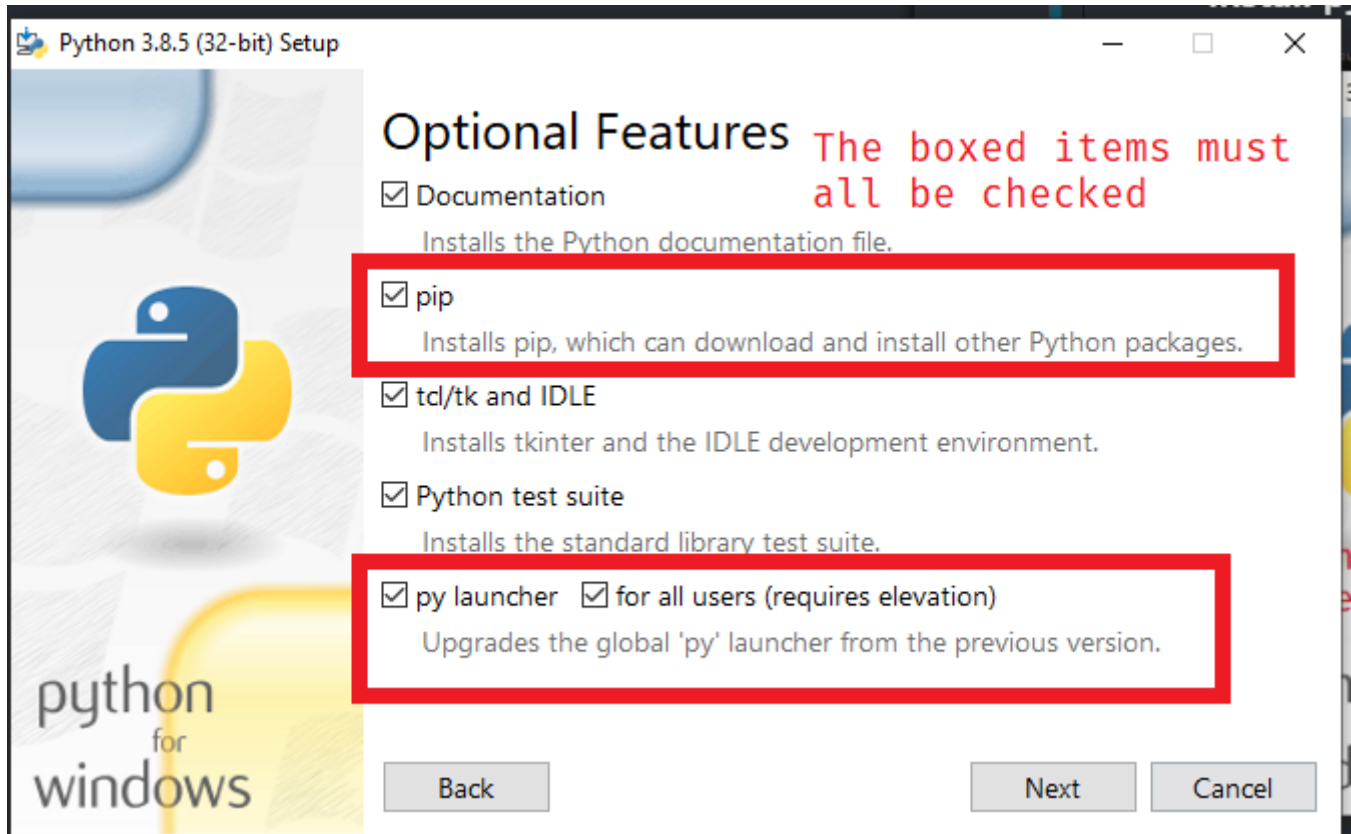 Python 3.8.5 (32-bit) Setup
Optional Features
The boxed items must
all be checked
Documentation
Installs the Python documentation file.
pip
Installs pip, which can download and install other Python packages.
tcl/tk and IDLE
Installs tkinter and the IDLE development environment.
Python test suite
Installs the standard library test suite.
py launcher for all users (requires elevation)
Upgrades the global 'py' launcher from the previous version.
python
for
windows
Back Next Cancel